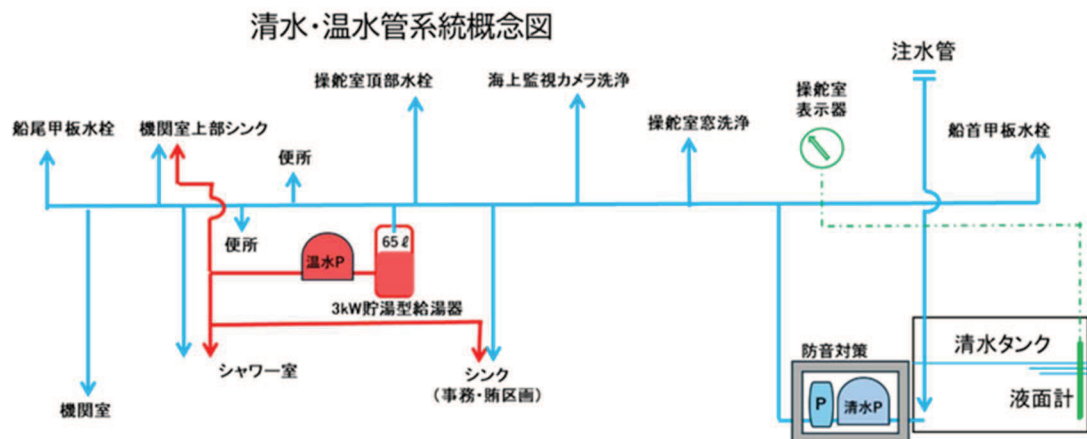 清水・温水管系統概念図
注水管
操舵室頂部水栓
海上監視カメラ洗浄
操舵室
表示器
船尾甲板水栓
機関室上部シンク
操舵室窓洗浄
船首甲板水栓
便所
便所
65ℓ
温水P
3kW貯湯型給湯器
シャワー室
シンク
(事務・賄区画)
機関室
防音対策
P
清水P
清水タンク
液面計